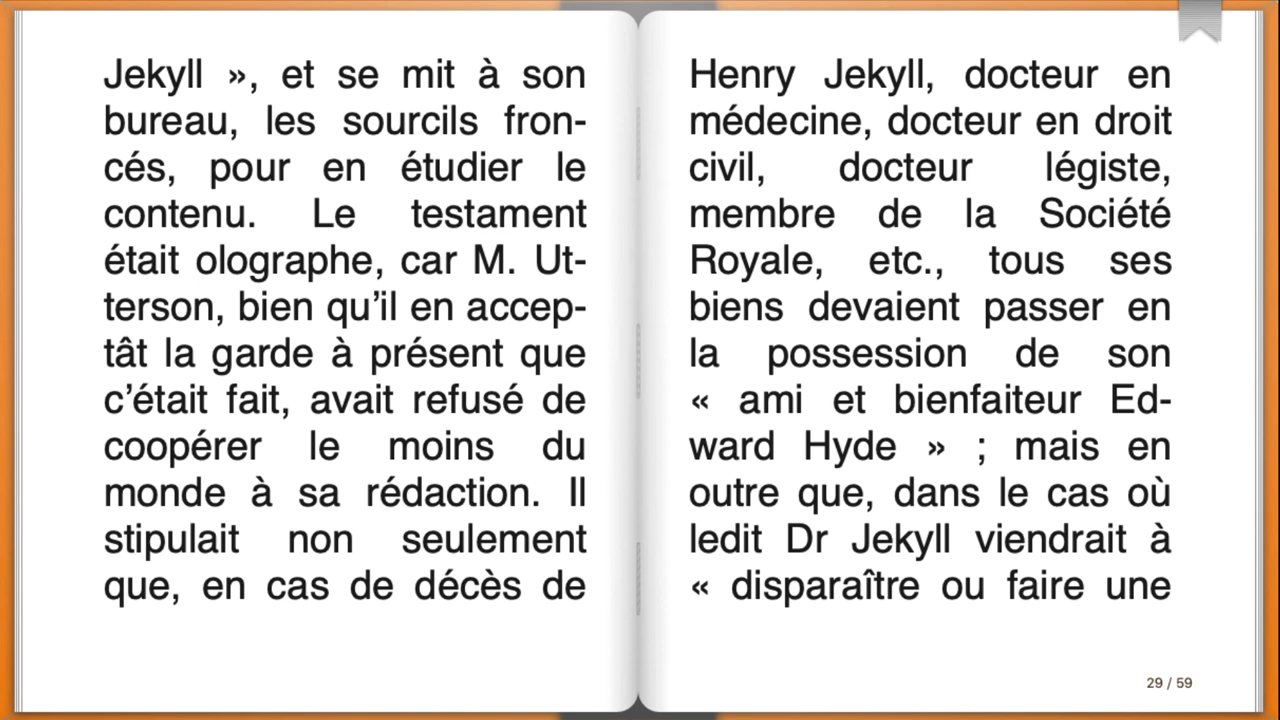 Jekyll », et se mit à son
bureau, les sourcils fron-
cés, pour en étudier le
contenu. Le testament
était olographe, car M. Ut-
terson, bien qu’il en accep-
tât la garde à présent que
c’était fait, avait refusé de
coopérer le moins du
monde à sa rédaction. Il
stipulait non seulement
que, en cas de décès de
Henry Jekyll, docteur en
médecine, docteur en droit
civil, docteur légiste,
membre de la Société
Royale, etc., tous ses
biens devaient passer en
la possession de son
« ami et bienfaiteur Ed-
ward Hyde » ; mais en
outre que, dans le cas où
ledit Dr Jekyll viendrait à
« disparaître ou faire une
29 / 59